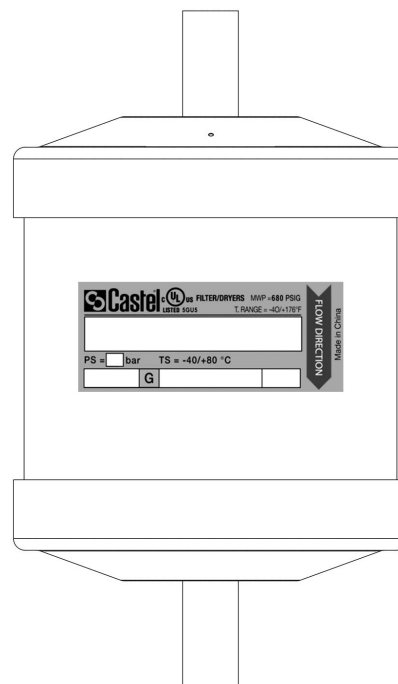 Castel c UL us FILTER/DRYERS MWP =680 PSIG
LISTED 5GU5 T. RANGE = -40/+176°F
PS = bar TS = -40/+80 °C
G
FLOW DIRECTION
Made in China